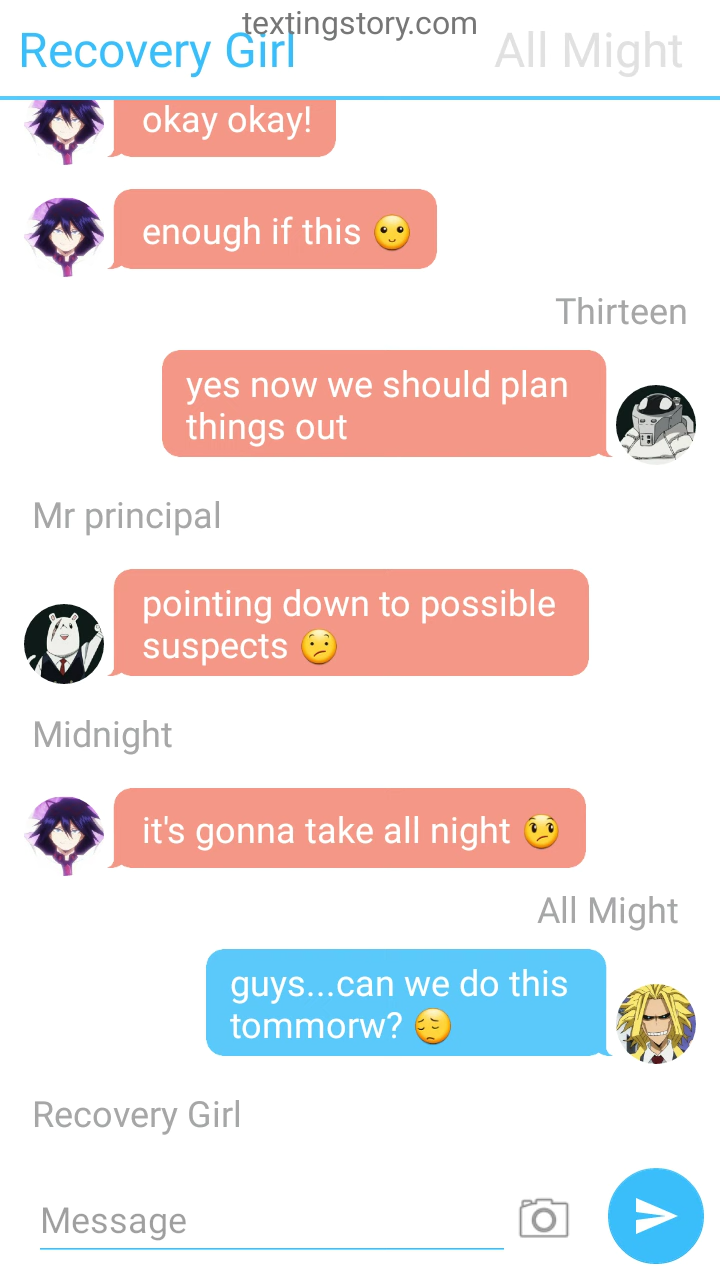 textingstory.com
Recovery Girl
All Might
okay okay!
enough if this 🙂
Thirteen
yes now we should plan
things out
Mr principal
pointing down to possible
suspects 😕
Midnight
it's gonna take all night 😞
All Might
guys...can we do this
tommorw? 😔
Recovery Girl
Message